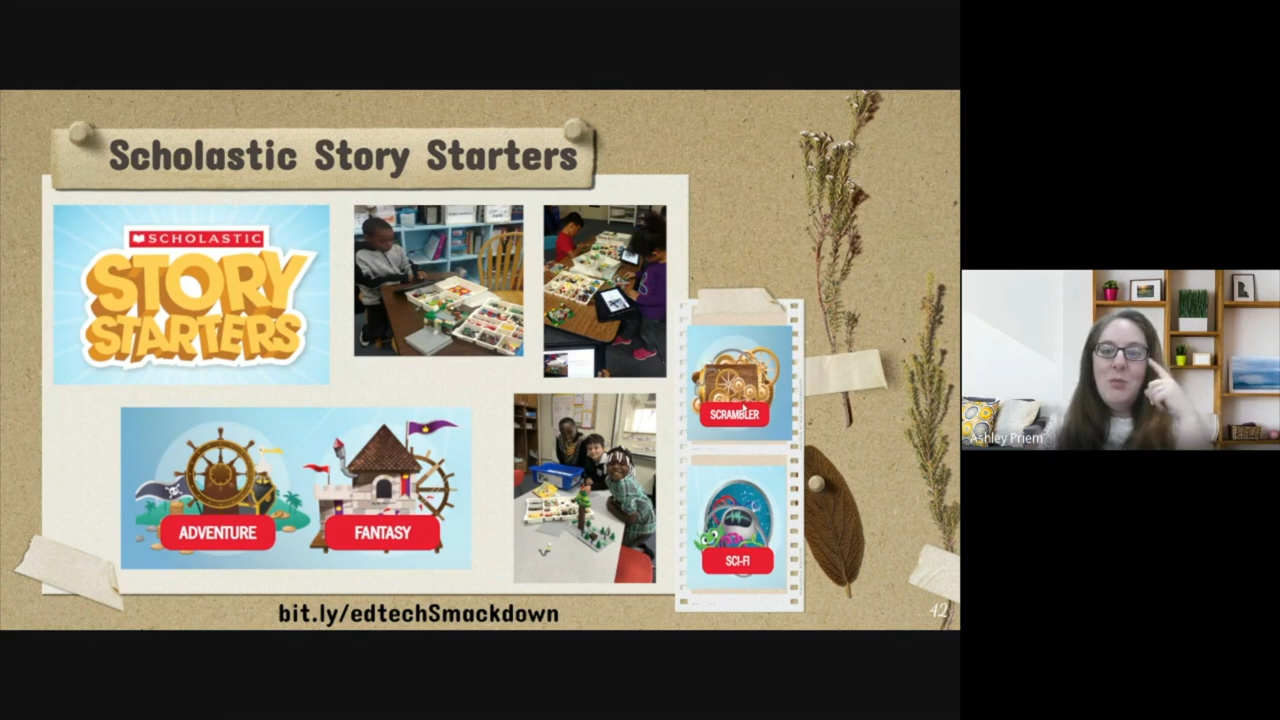 Scholastic Story Starters
SCHOLASTIC
STORY
STARTERS
ADVENTURE
FANTASY
SCRAMBLER
SCI-FI
bit.ly/edtechSmackdown
42
Ashley Priem